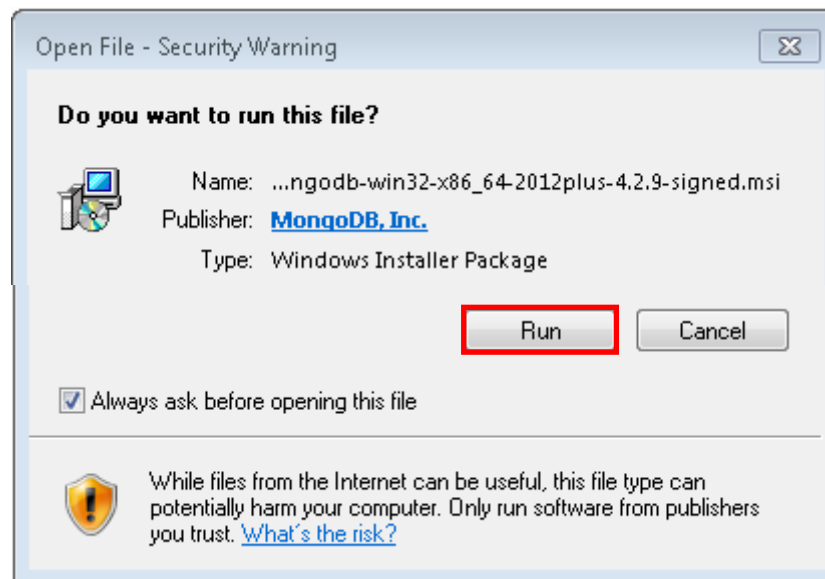 Open File - Security Warning
Do you want to run this file?
Name: ...ngodb-win32-x86_64-2012plus-4.2.9-signed.msi
Publisher: MongoDB, Inc.
Type: Windows Installer Package
Run Cancel
Always ask before opening this file
While files from the Internet can be useful, this file type can
potentially harm your computer. Only run software from publishers
you trust. What's the risk?